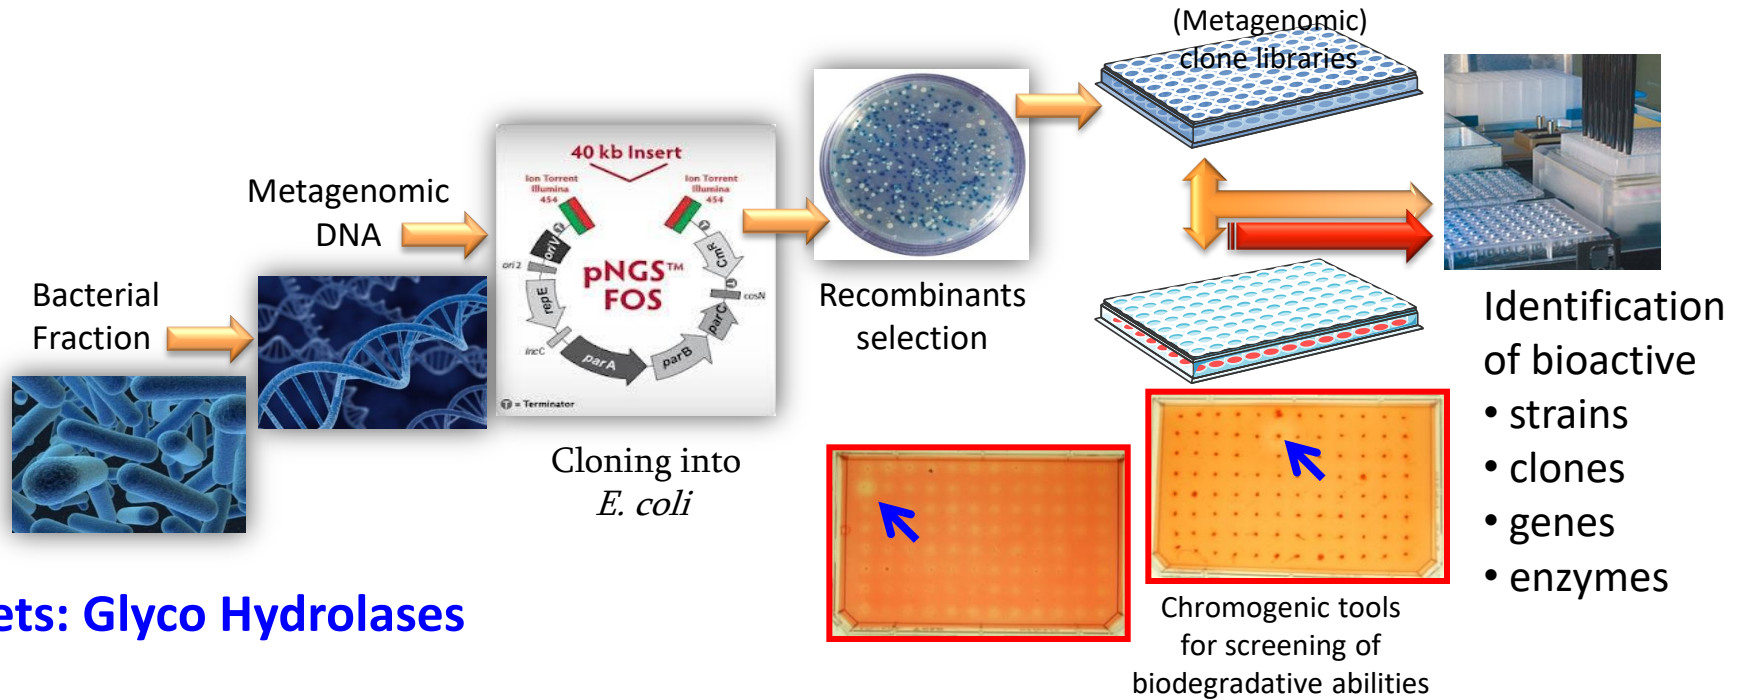 Bacterial
Fraction
Metagenomic
DNA
40 kb Insert
Ion Torrent
Illumina
454
Ion Torrent
Illumina
454
T
T
oriV
CmR
ori2
pNGS™
FOS
cosN
repE
parC
T
IncC
parA
parB
T = Terminator
Cloning into
E. coli
Recombinants
selection
(Metagenomic)
clone libraries
Identification
of bioactive
• strains
• clones
• genes
• enzymes
Chromogenic tools
for screening of
biodegradative abilities
ets: Glyco Hydrolases